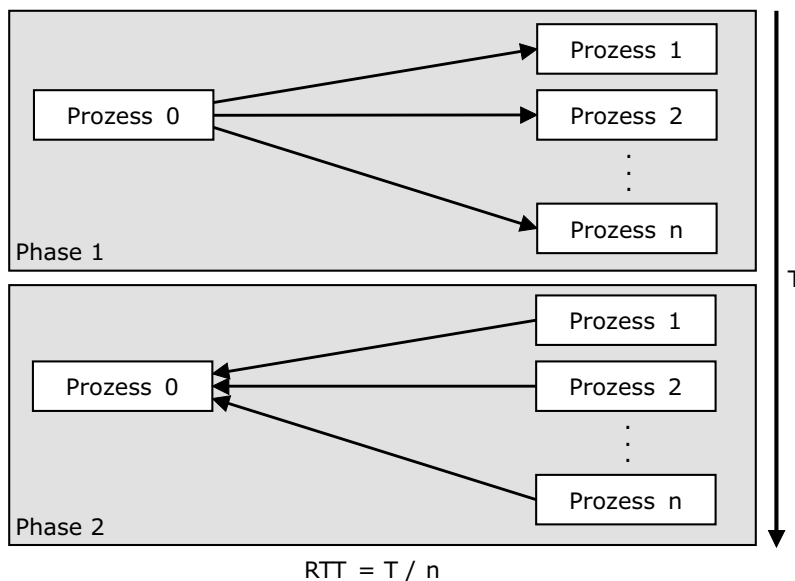 Prozess 1
Prozess 0
Prozess 2
.
.
.
Prozess n
Phase 1
T
Prozess 1
Prozess 0
Prozess 2
.
.
.
Prozess n
Phase 2
RTT = T / n